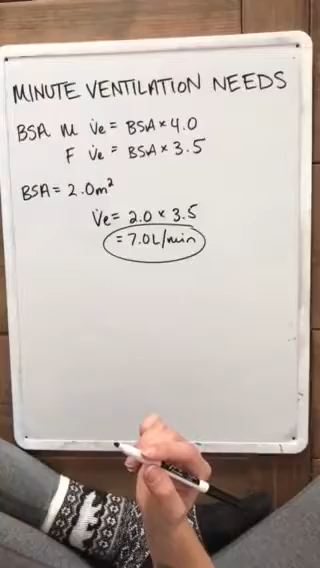 MINUTE VENTILATION NEEDS
BSA M V̇e = BSA × 4.0
F V̇e = BSA × 3.5
BSA = 2.0m²
V̇e = 2.0 × 3.5
= 7.0L/min